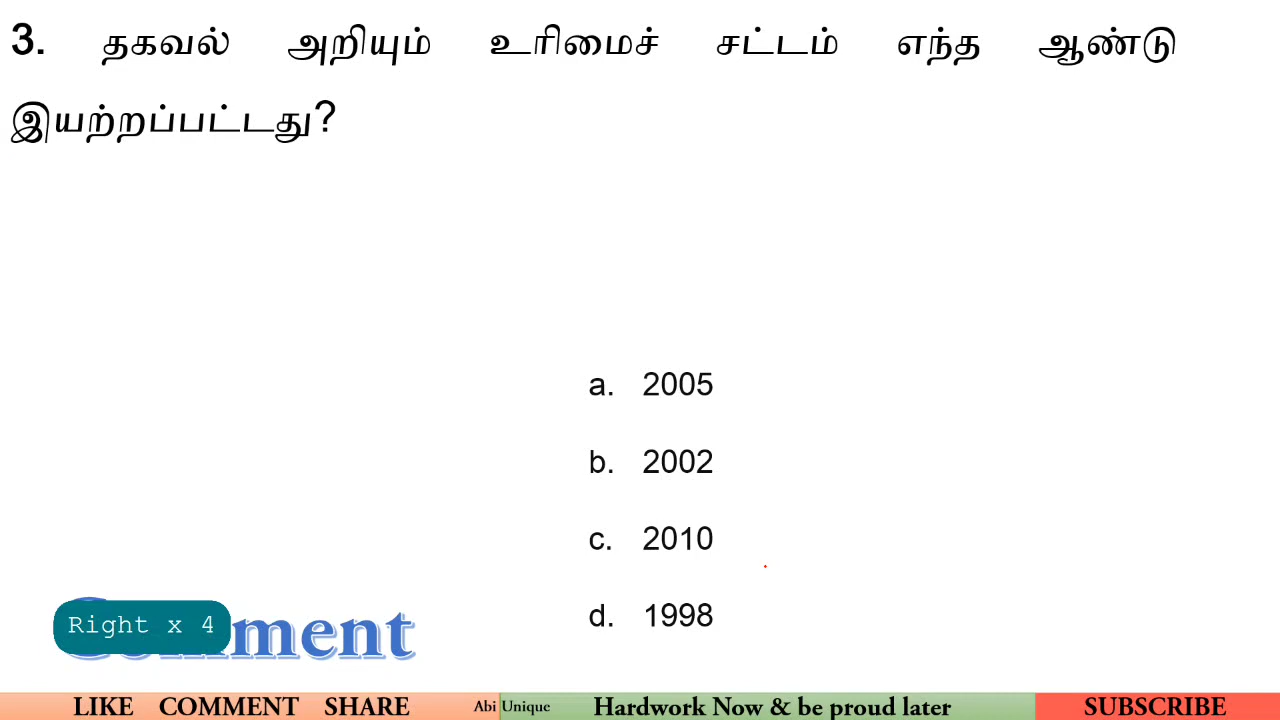 3. தகவல் அறியும் உரிமைச் சட்டம் எந்த ஆண்டு
இயற்றப்பட்டது?
a. 2005
b. 2002
c. 2010
d. 1998
Right x 4
LIKE COMMENT SHARE Abi Unique Hardwork Now & be proud later SUBSCRIBE